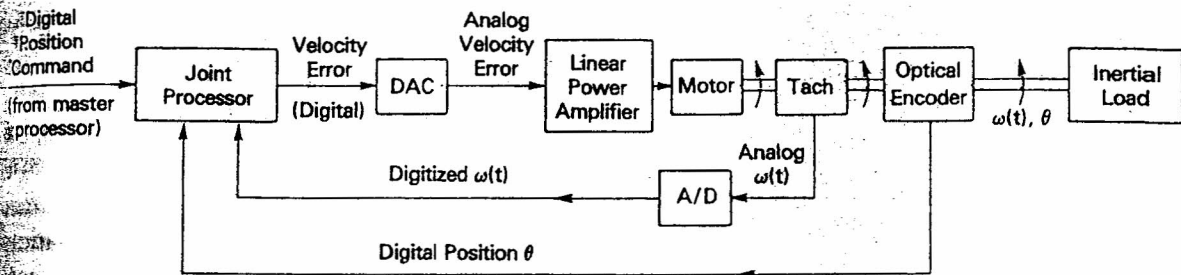 Digital
Position
Command
(from master
processor)
Joint
Processor
Velocity
Error
(Digital)
DAC
Analog
Velocity
Error
Linear
Power
Amplifier
Motor
Tach
Optical
Encoder
ω(t), θ
Inertial
Load
Analog
ω(t)
A/D
Digitized ω(t)
Digital Position θ